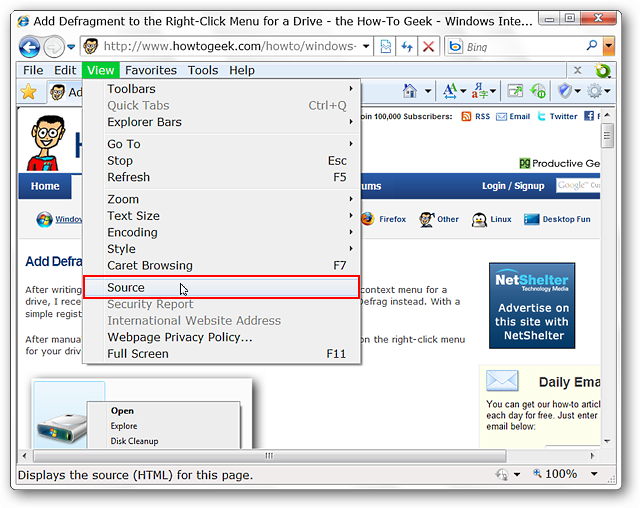 Add Defragment to the Right-Click Menu for a Drive - the How-To Geek - Windows Inte...
http://www.howtogeek.com/howto/windows-
Bing
File Edit View Favorites Tools Help
Ad
Toolbars
Quick Tabs Ctrl+Q
Explorer Bars
Go To
Stop Esc
Refresh F5
Zoom
Text Size
Encoding
Style
Caret Browsing F7
Source
Security Report
International Website Address
Webpage Privacy Policy...
Full Screen F11
oin 100,000 Subscribers: RSS Email Twitter F
H
Productive Ge
Home
ums
Login / Signup
Google
Windo
Firefox Other Linux Desktop Fun
Add Defra
After writing
context menu for a
drive, I rece
Defrag instead. With a
simple regist
After manua
on the right-click menu
for your driv
NetShelter
Technology Media
Advertise on
this site with
NetShelter
Daily Ema
You can get our how-to articl
each day for free. Just enter
email below:
Open
Explore
Disk Cleanup
Displays the source (HTML) for this page.
100%